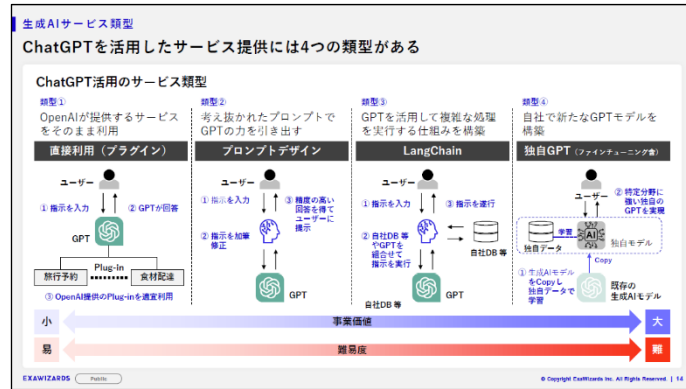 生成AIサービス類型
ChatGPTを活用したサービス提供には4つの類型がある
ChatGPT活用のサービス類型
類型①
OpenAIが提供するサービス
をそのまま利用
直接利用（プラグイン）
ユーザー
①指示を入力
②GPTが回答
GPT
Plug-in
旅行予約
食材配達
③OpenAI提供のPlug-inを適宜利用
類型②
考え抜かれたプロンプトで
GPTの力を引き出す
プロンプトデザイン
ユーザー
①指示を入力
③精度の高い
回答を得て
ユーザーに
提示
②指示を加筆
修正
GPT
類型③
GPTを活用して複雑な処理
を実行する仕組みを構築
LangChain
ユーザー
①指示を入力
③指示を遂行
②自社DB等
やGPTを
組合せて
指示を実行
自社DB等
自社DB等
GPT
類型④
自社で新たなGPTモデルを
構築
独自GPT（ファインチューニング含）
ユーザー
②特定分野に
強い独自の
GPTを実現
学習
AI
独自データ
独自モデル
Copy
①生成AIモデル
をCopyし
独自データで
学習
既存の
生成AIモデル
小
事業価値
大
易
難易度
難
EXAWIZARDS
Public
© Copyright ExaWizards Inc. All Rights Reserved. | 14